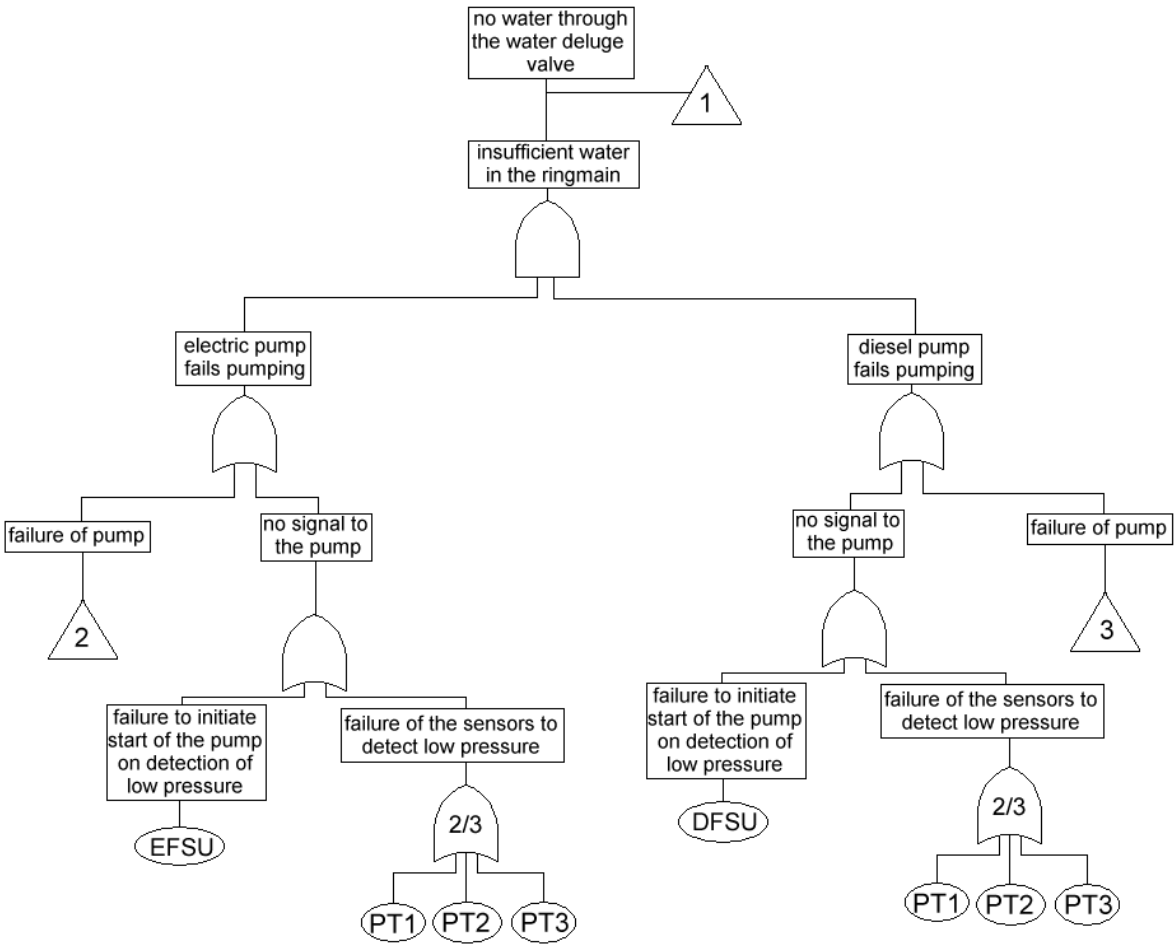 no water through
the water deluge
valve
1
insufficient water
in the ringmain
electric pump
fails pumping
diesel pump
fails pumping
failure of pump
no signal to
the pump
no signal to
the pump
failure of pump
2
3
failure to initiate
start of the pump
on detection of
low pressure
failure of the sensors to
detect low pressure
failure to initiate
start of the pump
on detection of
low pressure
failure of the sensors to
detect low pressure
EFSU
2/3
DFSU
2/3
PT1
PT2
PT3
PT1
PT2
PT3